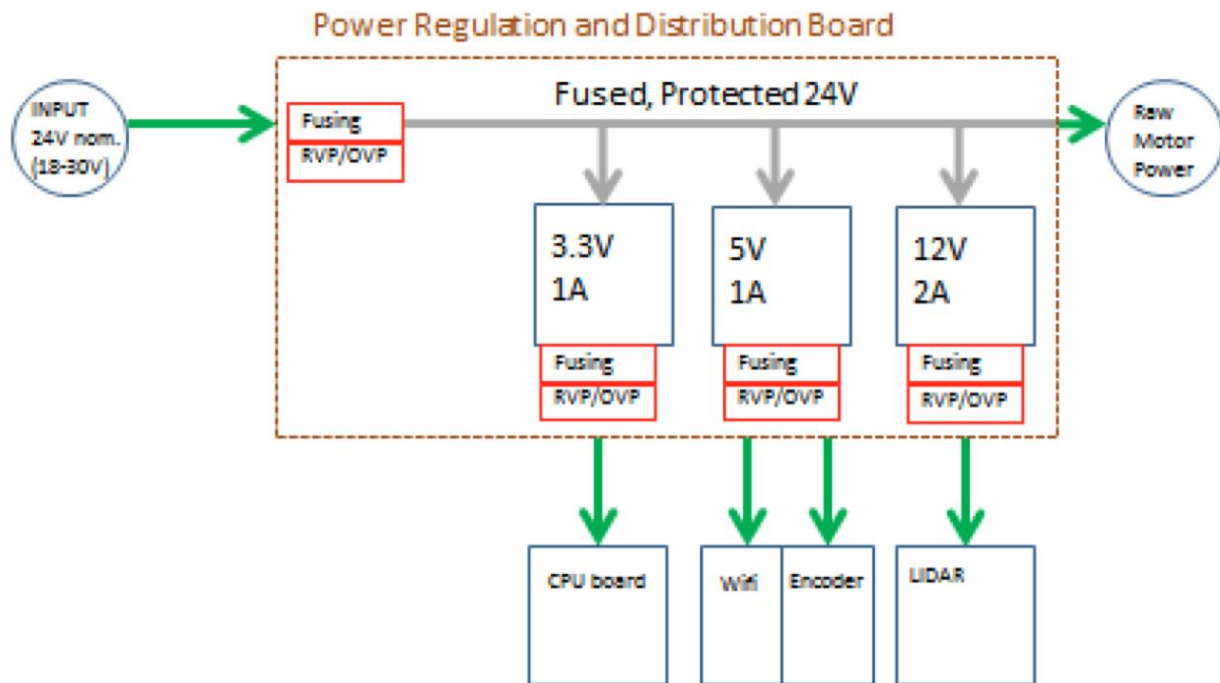 Power Regulation and Distribution Board
INPUT
24V nom.
(18-30V)
Fusing
RVP/OVP
Fused, Protected 24V
Raw
Motor
Power
3.3V
1A
5V
1A
12V
2A
Fusing
RVP/OVP
Fusing
RVP/OVP
Fusing
RVP/OVP
CPU board
Wifi
Encoder
LIDAR